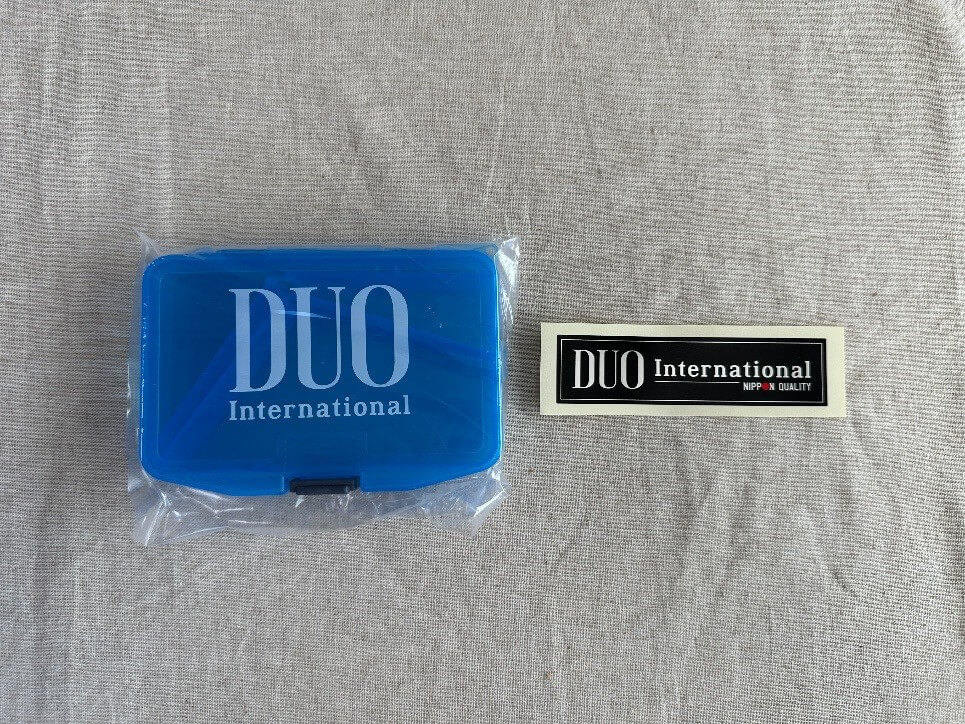 DUO
International
DUO International
NIPPON QUALITY